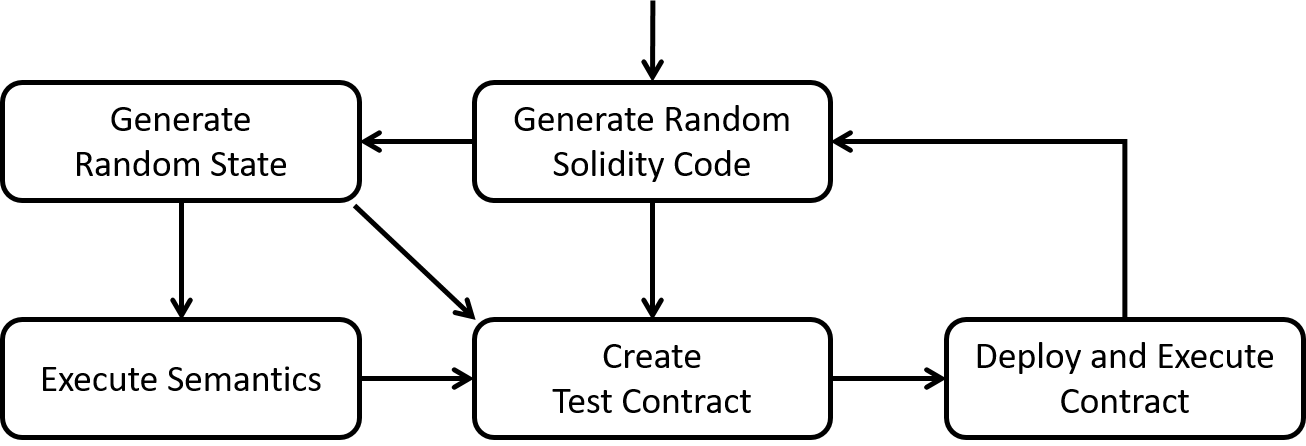 Generate
Random State
Generate Random
Solidity Code
Execute Semantics
Create
Test Contract
Deploy and Execute
Contract